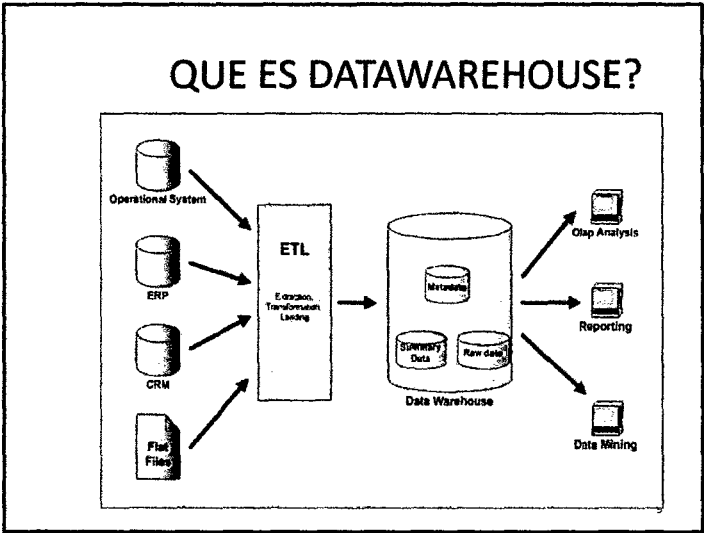 QUE ES DATAWAREHOUSE?
Operational System
ERP
CRM
Flat
Files
ETL
Extraction,
Transformation,
Loading
Metadata
Summary
Data
Raw data
Data Warehouse
Olap Analysis
Reporting
Data Mining